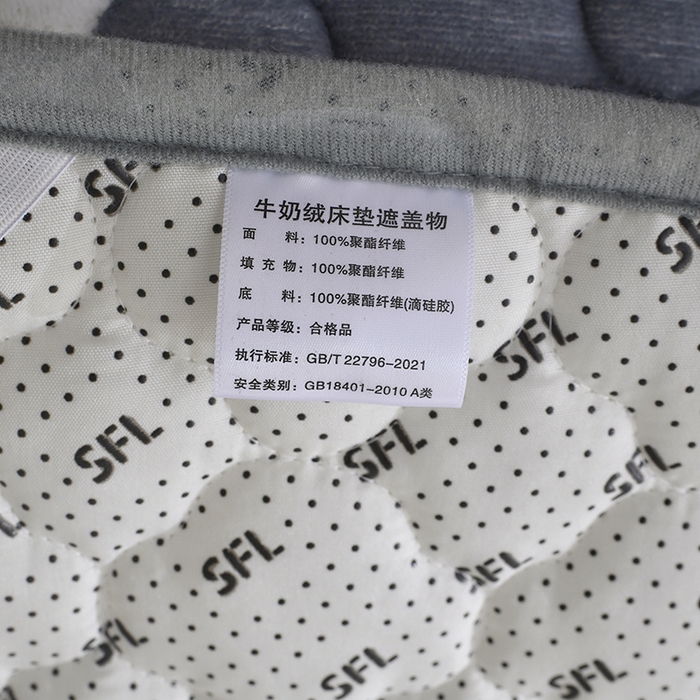 牛奶绒床垫遮盖物
面 料：100%聚酯纤维
填 充 物：100%聚酯纤维
底 料：100%聚酯纤维(滴硅胶)
产品等级：合格品
执行标准：GB/T 22796-2021
安全类别：GB18401-2010 A类
SFL
SFL
SFL
SFL
SFL
SFL
SFL
SFL
SFL
SFL
SFL